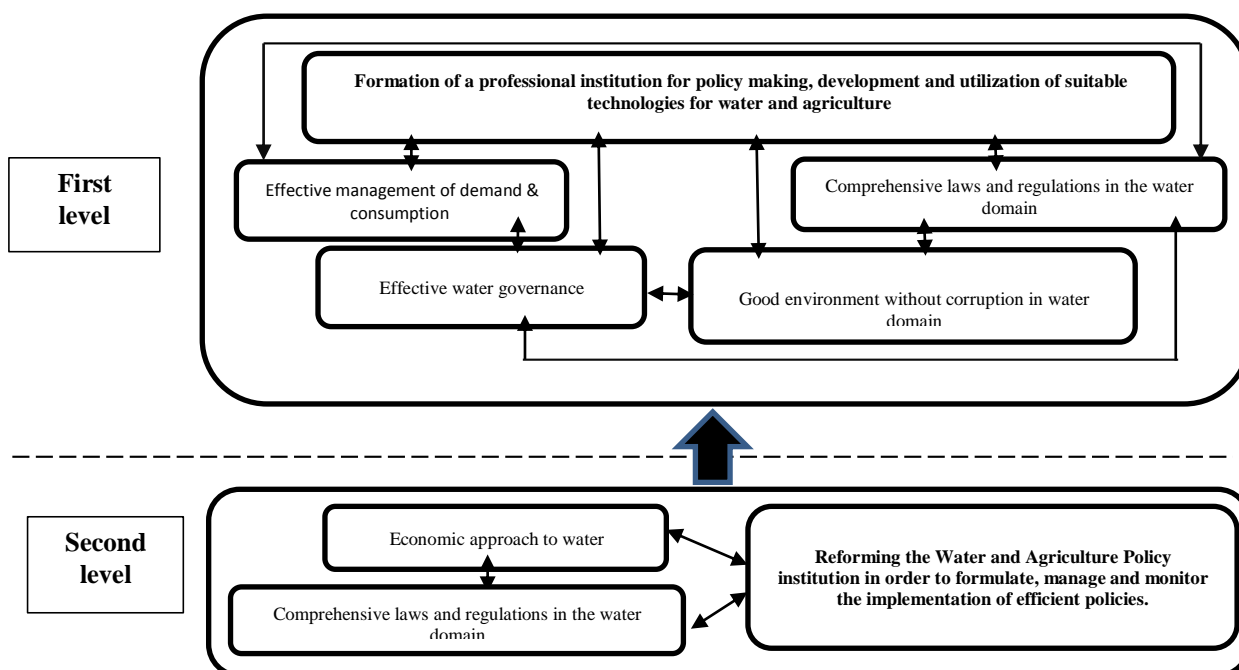 Formation of a professional institution for policy making, development and utilization of suitable
technologies for water and agriculture
First
level
Effective management of demand &
consumption
Comprehensive laws and regulations in the water
domain
Effective water governance
Good environment without corruption in water
domain
Second
level
Economic approach to water
Comprehensive laws and regulations in the water
domain
Reforming the Water and Agriculture Policy
institution in order to formulate, manage and monitor
the implementation of efficient policies.